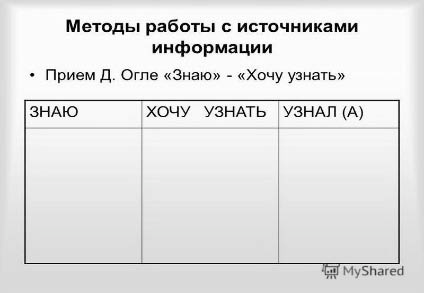 Методы работы с источниками
информации
• Прием Д. Огле «Знаю» - «Хочу узнать»
ЗНАЮ ХОЧУ УЗНАТЬ УЗНАЛ (А)
MyShared